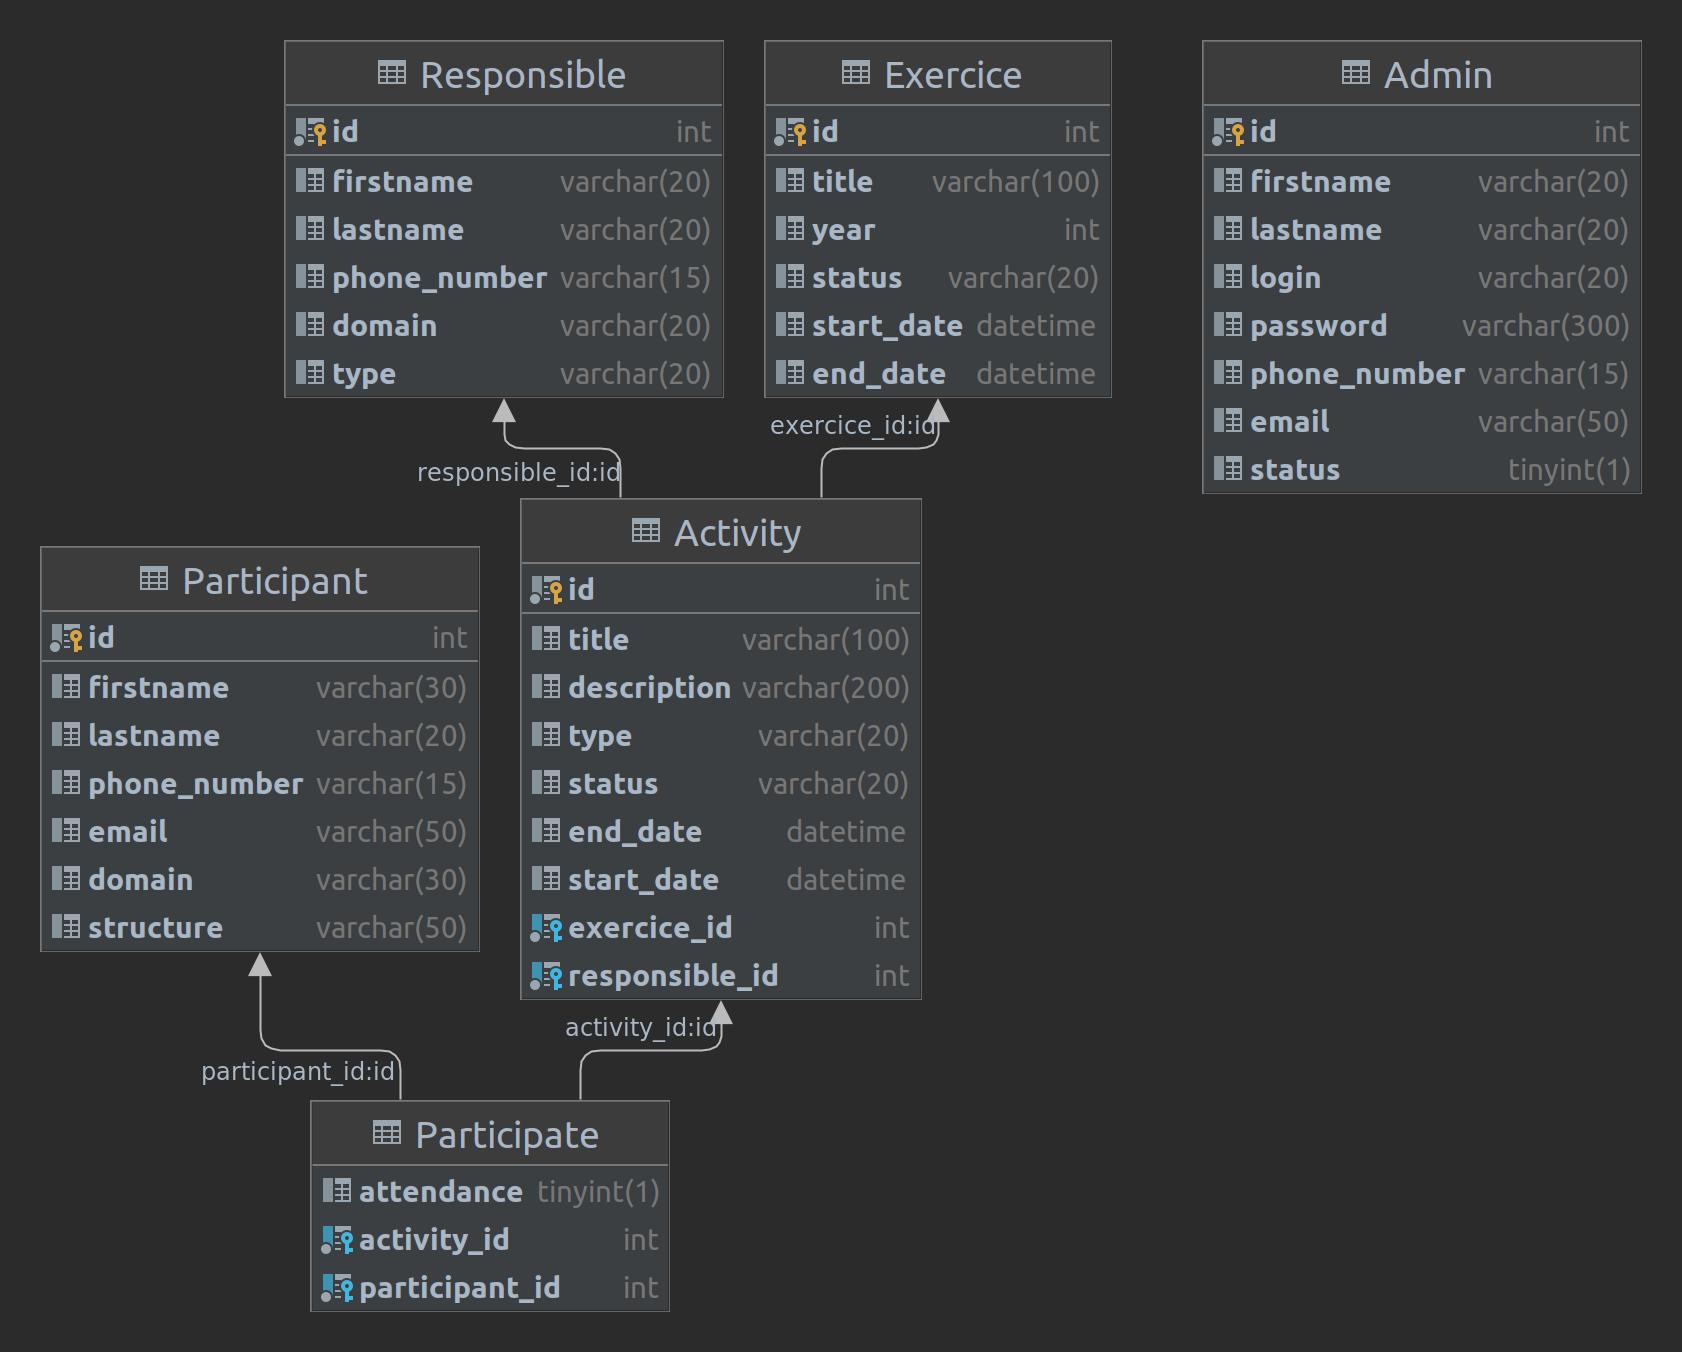 Responsible
id int
firstname varchar(20)
lastname varchar(20)
phone_number varchar(15)
domain varchar(20)
type varchar(20)
Exercice
id int
title varchar(100)
year int
status varchar(20)
start_date datetime
end_date datetime
Admin
id int
firstname varchar(20)
lastname varchar(20)
login varchar(20)
password varchar(300)
phone_number varchar(15)
email varchar(50)
status tinyint(1)
exercice_id:id
responsible_id:id
Participant
id int
firstname varchar(30)
lastname varchar(20)
phone_number varchar(15)
email varchar(50)
domain varchar(30)
structure varchar(50)
Activity
id int
title varchar(100)
description varchar(200)
type varchar(20)
status varchar(20)
end_date datetime
start_date datetime
exercice_id int
responsible_id int
activity_id:id
participant_id:id
Participate
attendance tinyint(1)
activity_id int
participant_id int